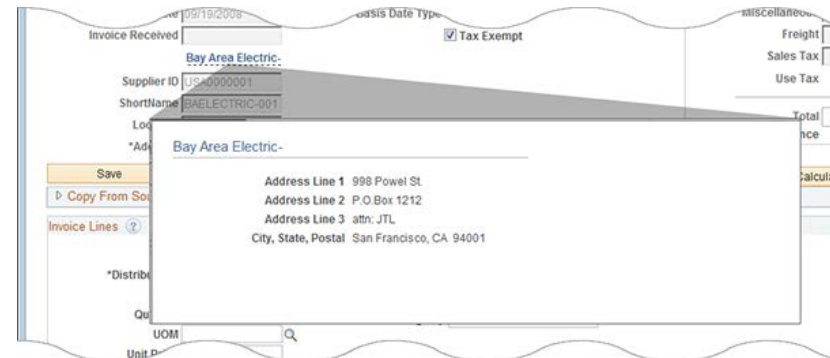 09/19/2008 Basis Date Type
Miscellaneous
Invoice Received Tax Exempt Freight
Bay Area Electric- Sales Tax
Supplier ID USA0000001 Use Tax
ShortName BAELECTRIC-001
Total
Bay Area Electric-
Save
Copy From
Address Line 1 998 Powel St.
Address Line 2 P.O.Box 1212
Address Line 3 attn: JTL
City, State, Postal San Francisco, CA 94001
Invoice Lines ?
UOM
Unit